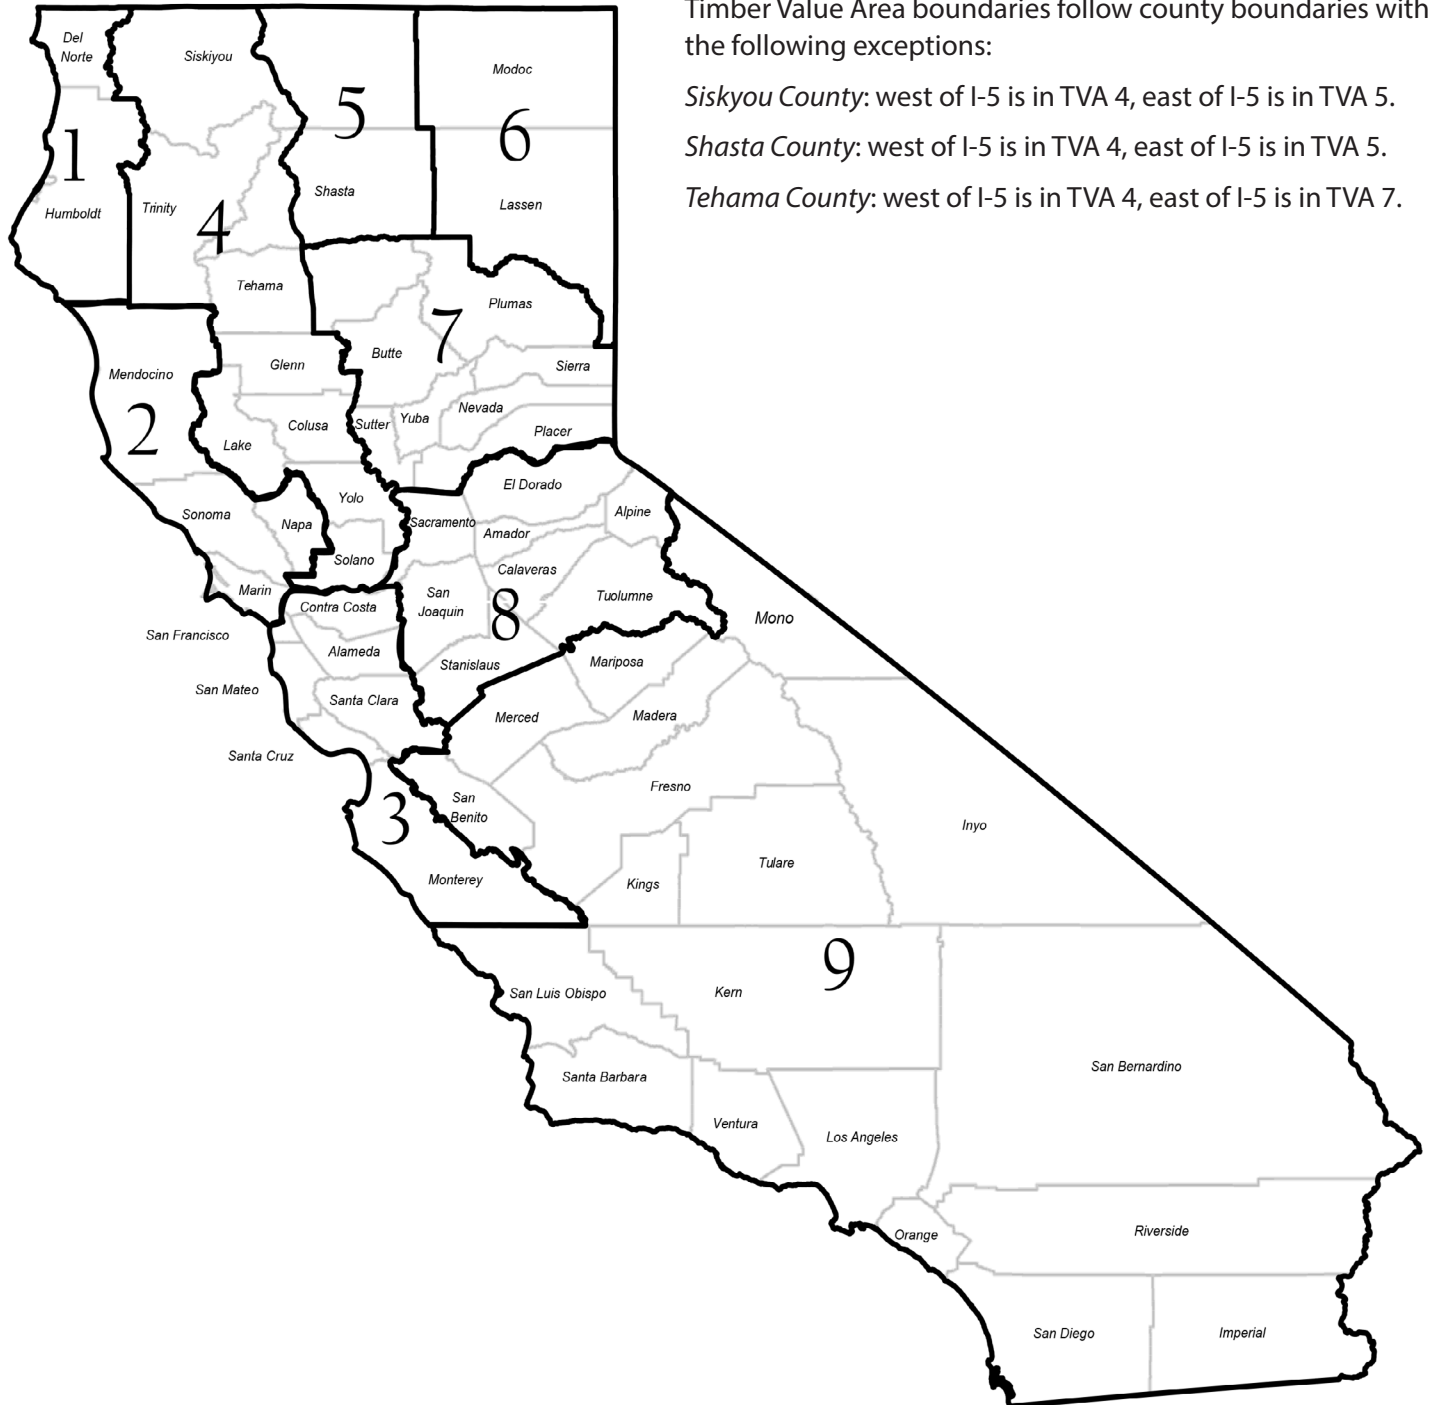 Timber Value Area boundaries follow county boundaries with
the following exceptions:
Siskyou County: west of I-5 is in TVA 4, east of I-5 is in TVA 5.
Shasta County: west of I-5 is in TVA 4, east of I-5 is in TVA 5.
Tehama County: west of I-5 is in TVA 4, east of I-5 is in TVA 7.
Del
Norte
Siskiyou
Modoc
5
1
6
Shasta
Humboldt
Trinity
Lassen
4
Tehama
Plumas
7
Butte
Glenn
Sierra
Mendocino
2
Nevada
Yuba
Sutter
Colusa
Placer
Lake
El Dorado
Yolo
Sonoma
Napa
Sacramento
Alpine
Amador
Solano
Calaveras
Marin
San
Joaquin
Tuolumne
Contra Costa
8
Mono
San Francisco
Alameda
Stanislaus
Mariposa
San Mateo
Santa Clara
Merced
Madera
Santa Cruz
Fresno
San
Benito
3
Inyo
Tulare
Monterey
Kings
9
San Luis Obispo
Kern
San Bernardino
Santa Barbara
Ventura
Los Angeles
Orange
Riverside
San Diego
Imperial